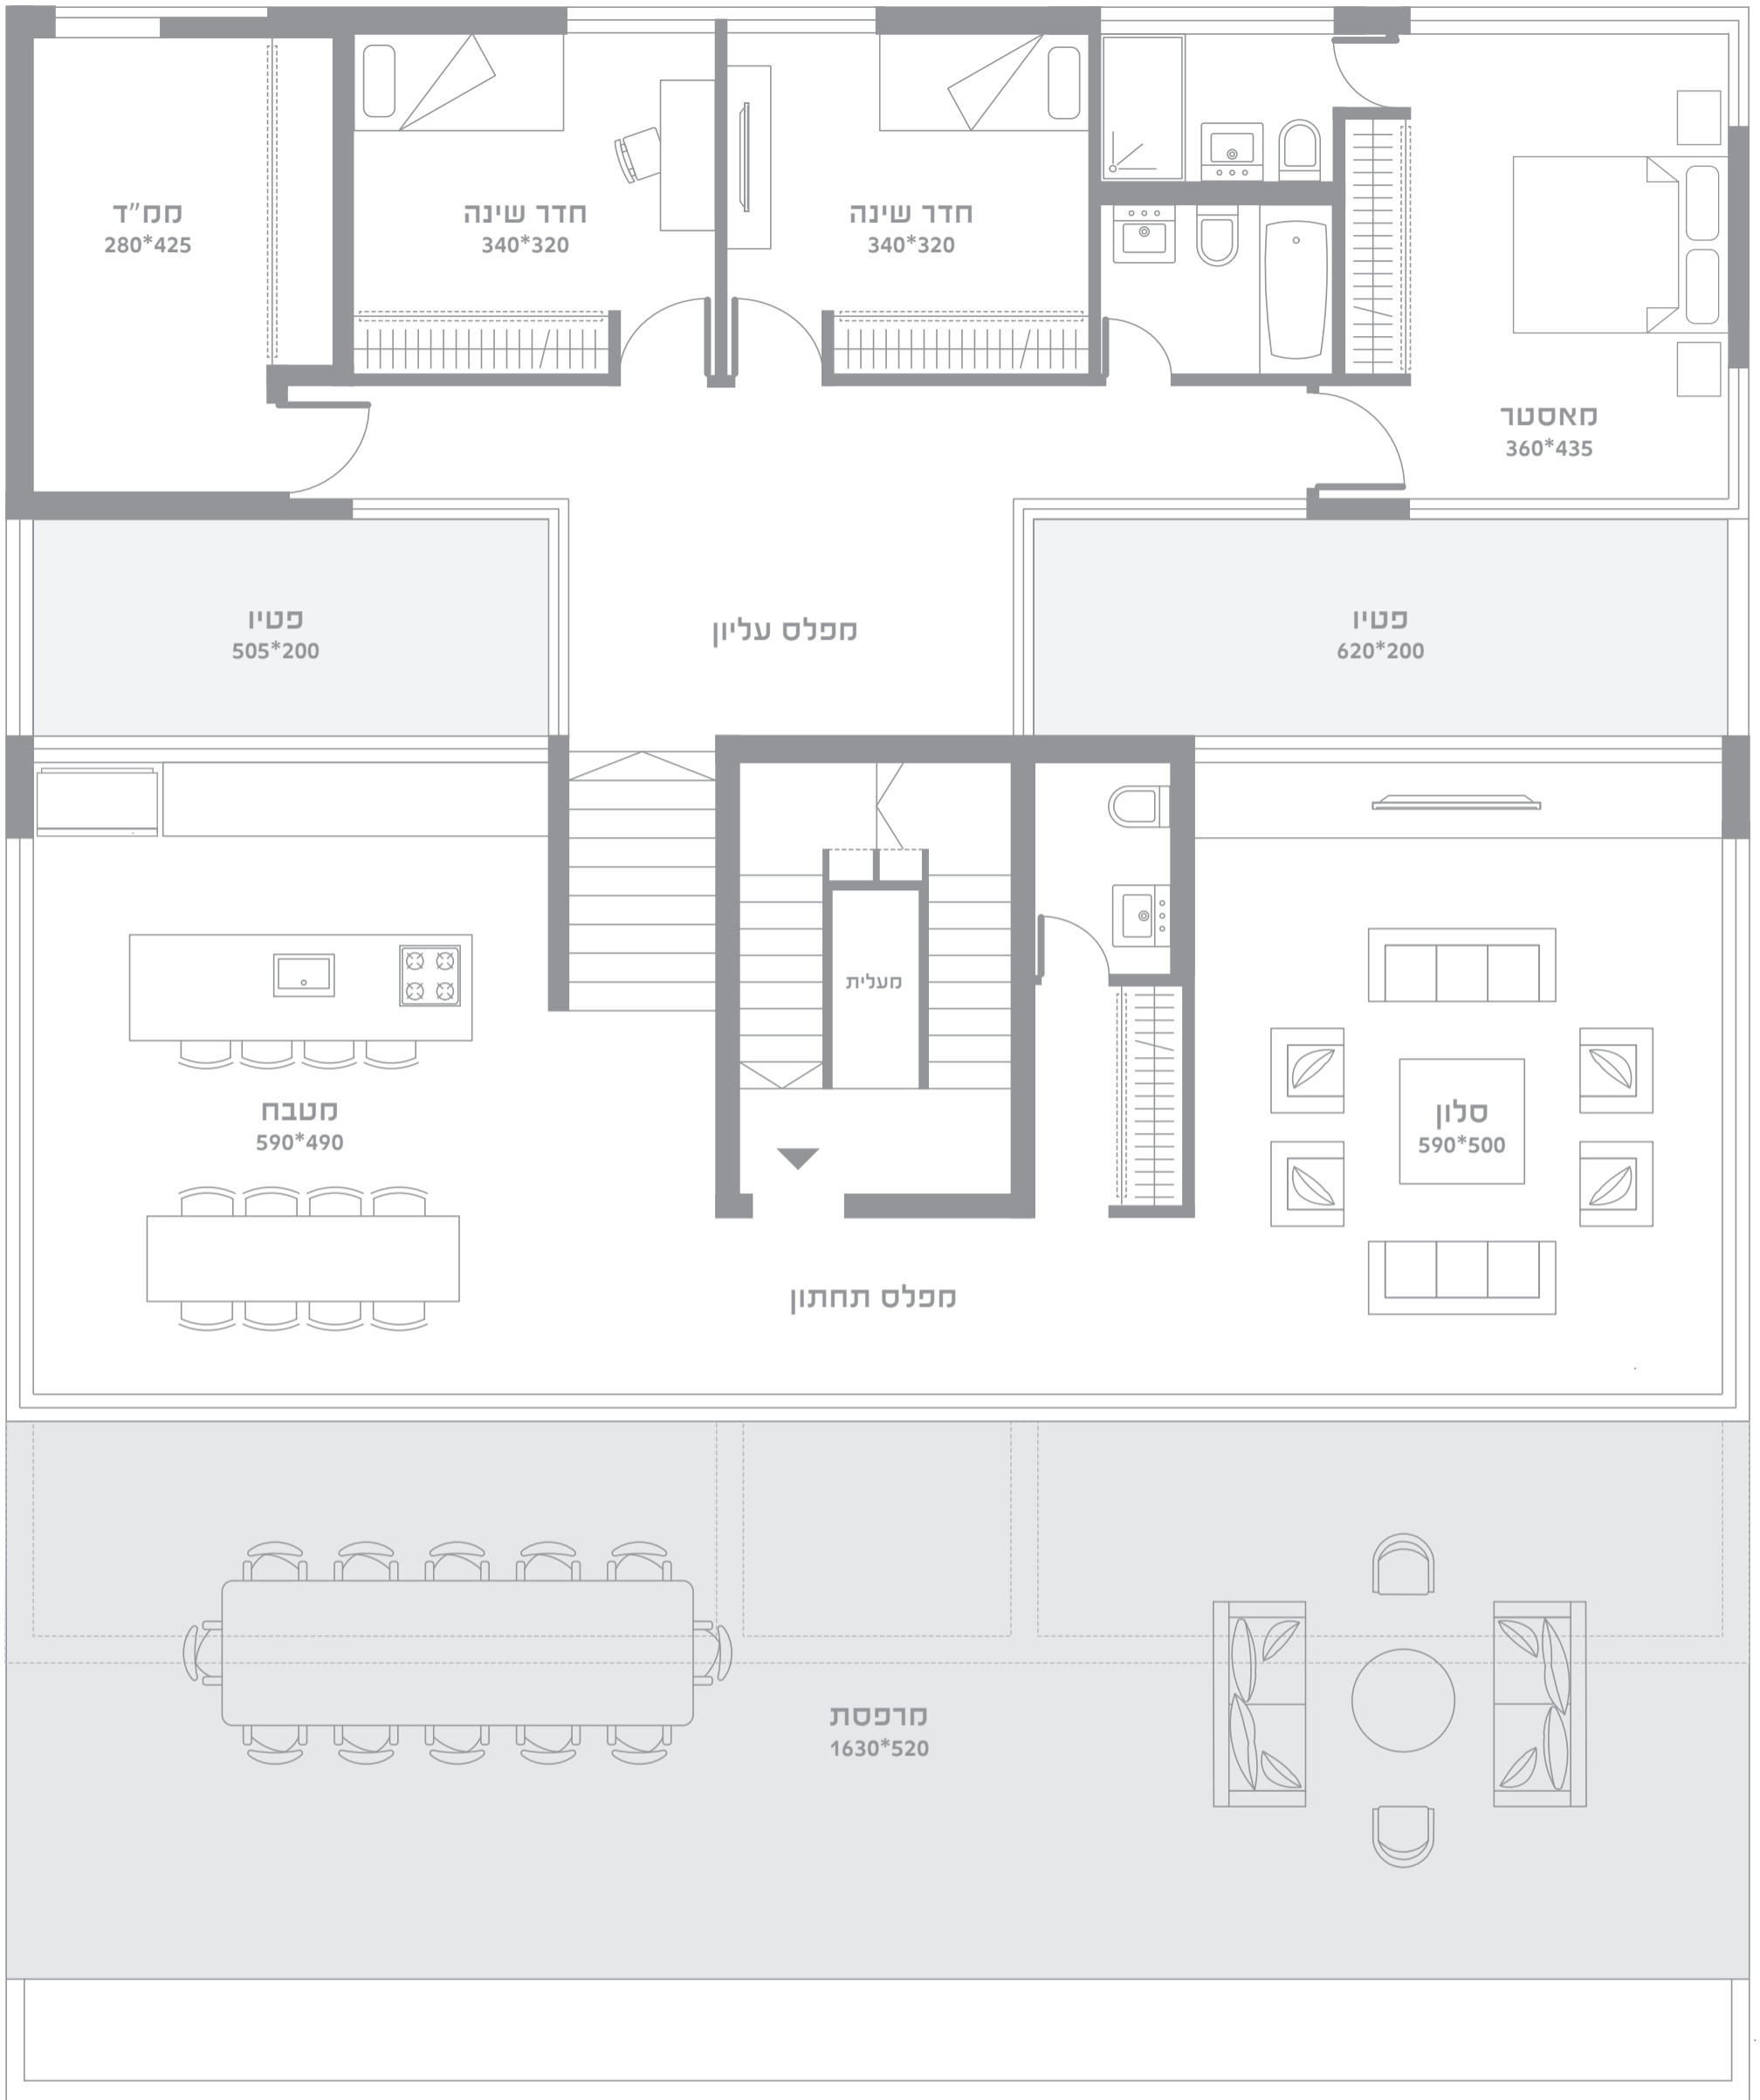 ממ״ד
280*425
חדר שינה
340*320
חדר שינה
340*320
מאסטר
360*435
פטיו
505*200
מפלס עליון
פטיו
620*200
מעלית
מטבח
590*490
סלון
590*500
מפלס תחתון
מרפסת
1630*520